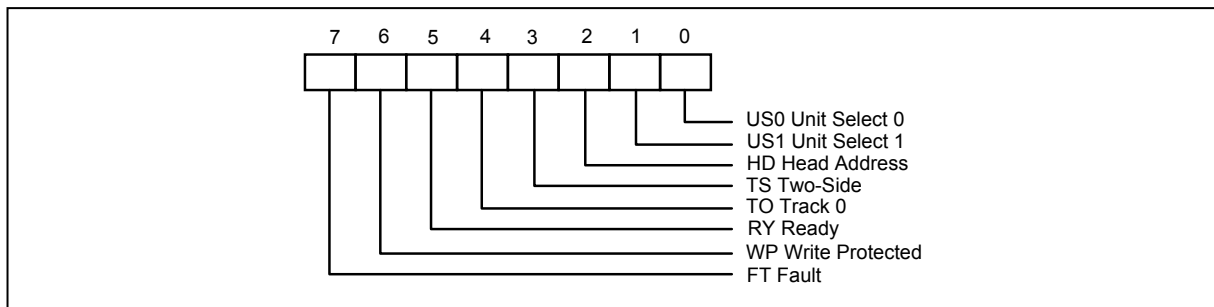 7 6 5 4 3 2 1 0
US0 Unit Select 0
US1 Unit Select 1
HD Head Address
TS Two-Side
TO Track 0
RY Ready
WP Write Protected
FT Fault